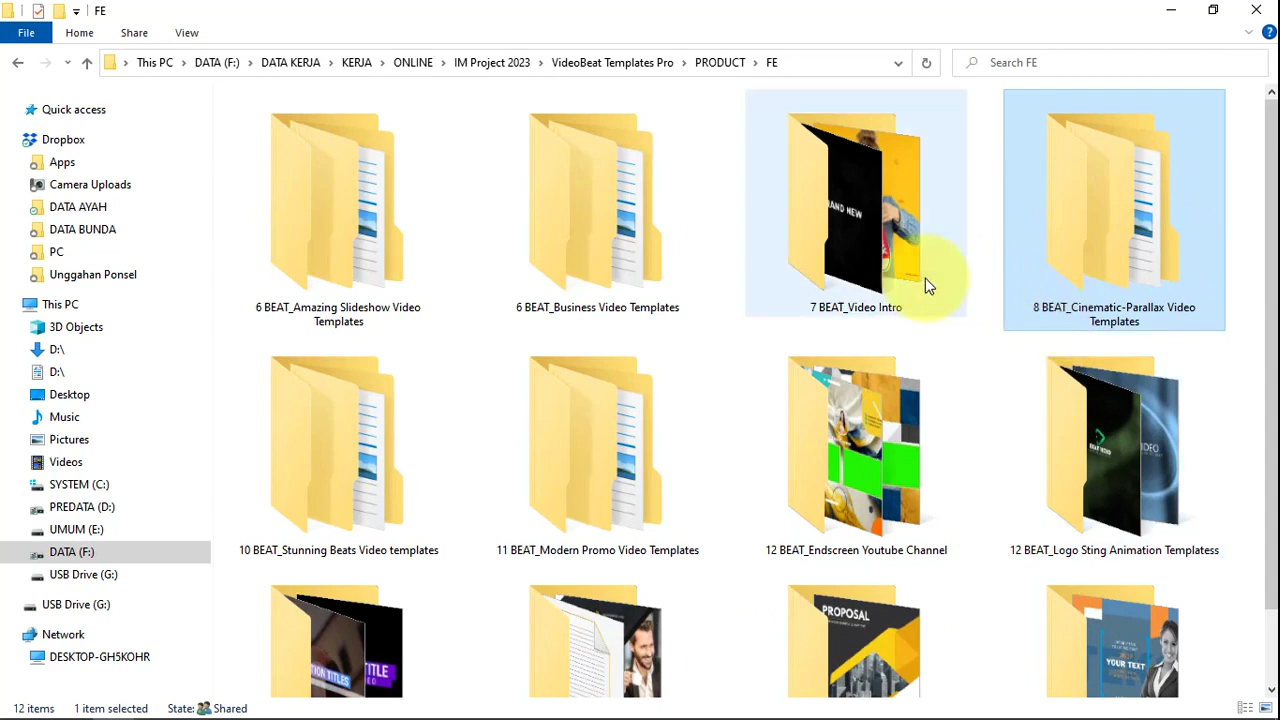 FE
File
Home
Share
View
This PC
DATA (F:)
DATA KERJA
KERJA
ONLINE
IM Project 2023
VideoBeat Templates Pro
PRODUCT
FE
Search FE
Quick access
Dropbox
Apps
Camera Uploads
DATA AYAH
DATA BUNDA
PC
Unggahan Ponsel
This PC
3D Objects
D:\
D:\
Desktop
Music
Pictures
Videos
SYSTEM (C:)
PREDATA (D:)
UMUM (E:)
DATA (F:)
USB Drive (G:)
USB Drive (G:)
Network
DESKTOP-GH5KOHR
6 BEAT_Amazing Slideshow Video
Templates
6 BEAT_Business Video Templates
7 BEAT_Video Intro
8 BEAT_Cinematic-Parallax Video
Templates
10 BEAT_Stunning Beats Video templates
11 BEAT_Modern Promo Video Templates
12 BEAT_Endscreen Youtube Channel
12 BEAT_Logo Sting Animation Templatess
PROPOSAL
YOUR TEXT
12 items
1 item selected
State:
Shared